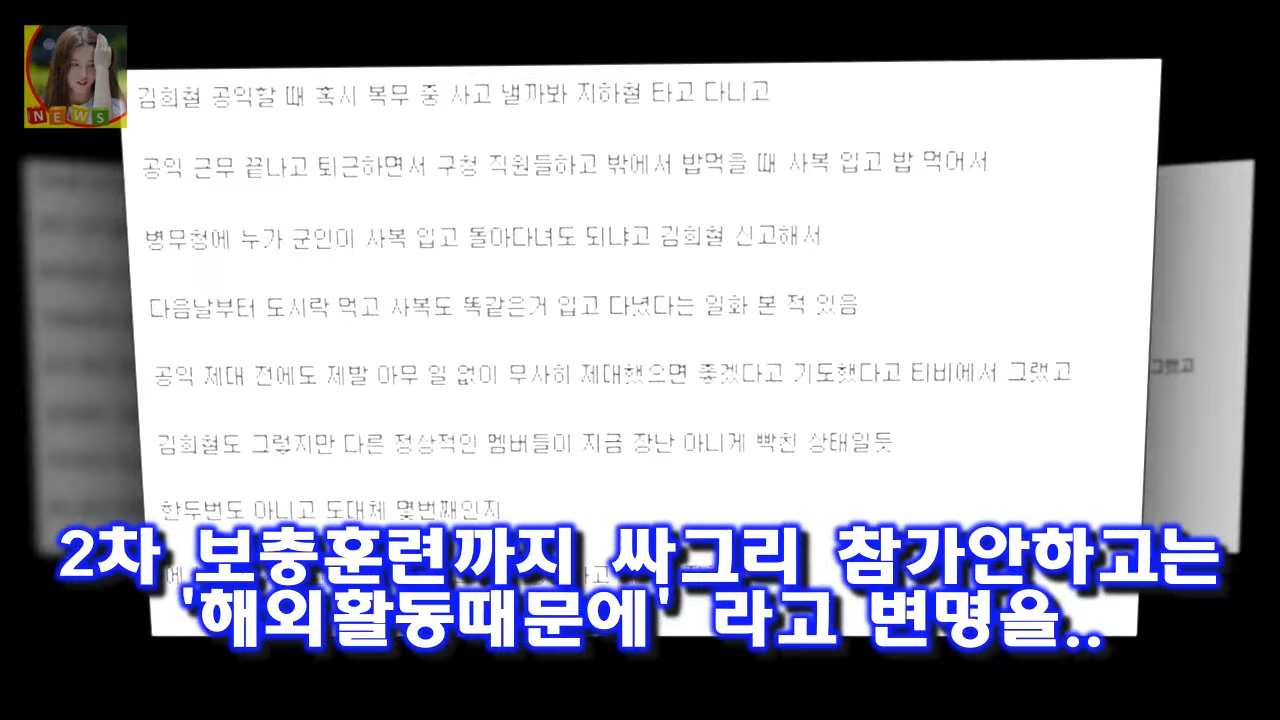 NEWS
김희철 공익할 때 혹시 복무 중 사고 낼까봐 지하철 타고 다니고
공익 근무 끝나고 퇴근하면서 구청 직원들하고 밖에서 밥먹을 때 사복 입고 밥 먹어서
병무청에 누가 군인이 사복 입고 돌아다녀도 되냐고 김희철 신고해서
다음날부터 도시락 먹고 사복도 똑같은거 입고 다녔다는 일화 본 적 있음
공익 제대 전에도 제발 아무 일 없이 무사히 제대했으면 좋겠다고 기도했다고 티비에서 그랬고
그랬고
김희철도 그렇지만 다른 정상적인 멤버들이 지금 장난 아니게 빡친 상태일듯
한두번도 아니고 도대체 몇번째인지
2차 보충훈련까지 싸그리 참가안하고는
'해외활동때문에' 라고 변명을..